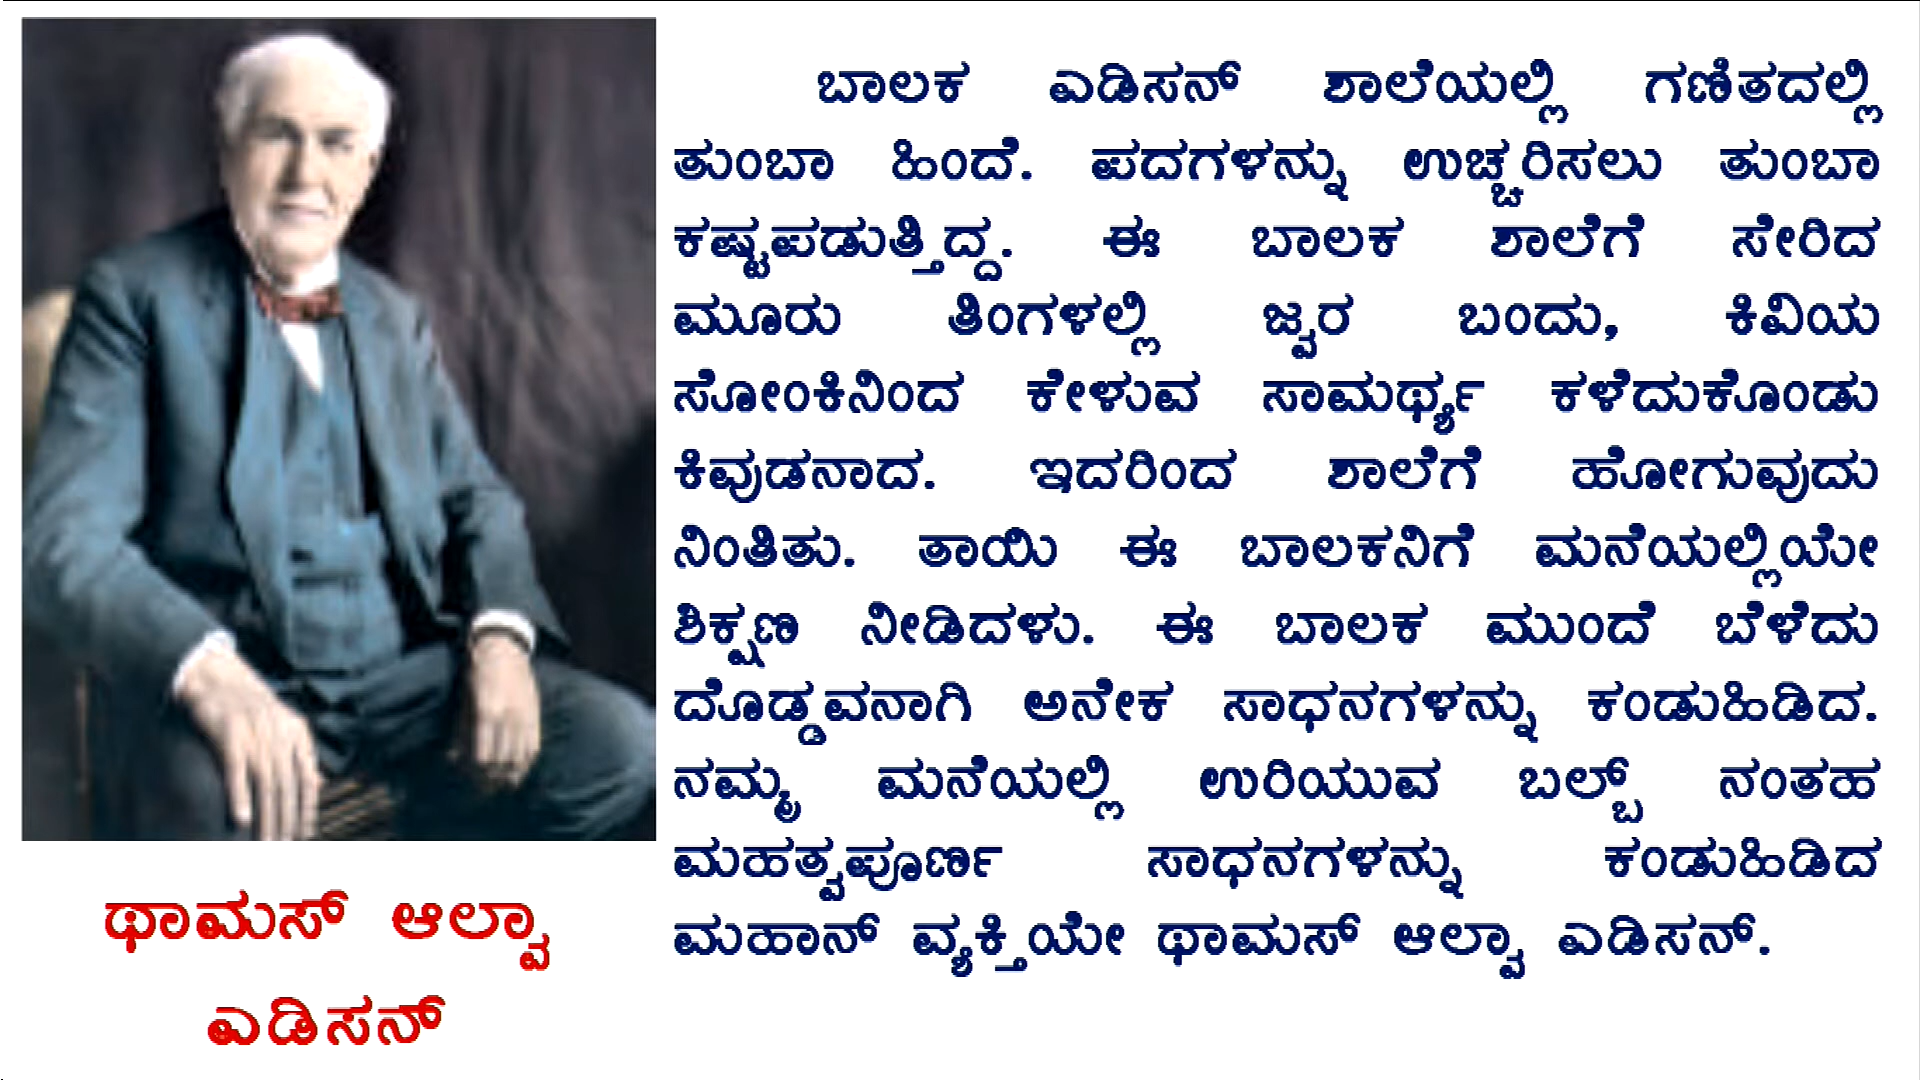 ಬಾಲಕ ಎಡಿಸನ್ ಶಾಲೆಯಲ್ಲಿ ಗಣಿತದಲ್ಲಿ
ತುಂಬಾ ಹಿಂದೆ. ಪದಗಳನ್ನು ಉಚ್ಚರಿಸಲು ತುಂಬಾ
ಕಷ್ಟಪಡುತ್ತಿದ್ದ. ಈ ಬಾಲಕ ಶಾಲೆಗೆ ಸೇರಿದ
ಮೂರು ತಿಂಗಳಲ್ಲಿ ಜ್ವರ ಬಂದು, ಕಿವಿಯ
ಸೋಂಕಿನಿಂದ ಕೇಳುವ ಸಾಮರ್ಥ್ಯ ಕಳೆದುಕೊಂಡು
ಕಿವುಡನಾದ. ಇದರಿಂದ ಶಾಲೆಗೆ ಹೋಗುವುದು
ನಿಂತಿತು. ತಾಯಿ ಈ ಬಾಲಕನಿಗೆ ಮನೆಯಲ್ಲಿಯೇ
ಶಿಕ್ಷಣ ನೀಡಿದಳು. ಈ ಬಾಲಕ ಮುಂದೆ ಬೆಳೆದು
ದೊಡ್ಡವನಾಗಿ ಅನೇಕ ಸಾಧನಗಳನ್ನು ಕಂಡುಹಿಡಿದ.
ನಮ್ಮ ಮನೆಯಲ್ಲಿ ಉರಿಯುವ ಬಲ್ಬ್ ನಂತಹ
ಮಹತ್ವಪೂರ್ಣ ಸಾಧನಗಳನ್ನು ಕಂಡುಹಿಡಿದ
ಮಹಾನ್ ವ್ಯಕ್ತಿಯೇ ಥಾಮಸ್ ಆಲ್ವಾ ಎಡಿಸನ್.
ಥಾಮಸ್ ಆಲ್ವಾ
ಎಡಿಸನ್